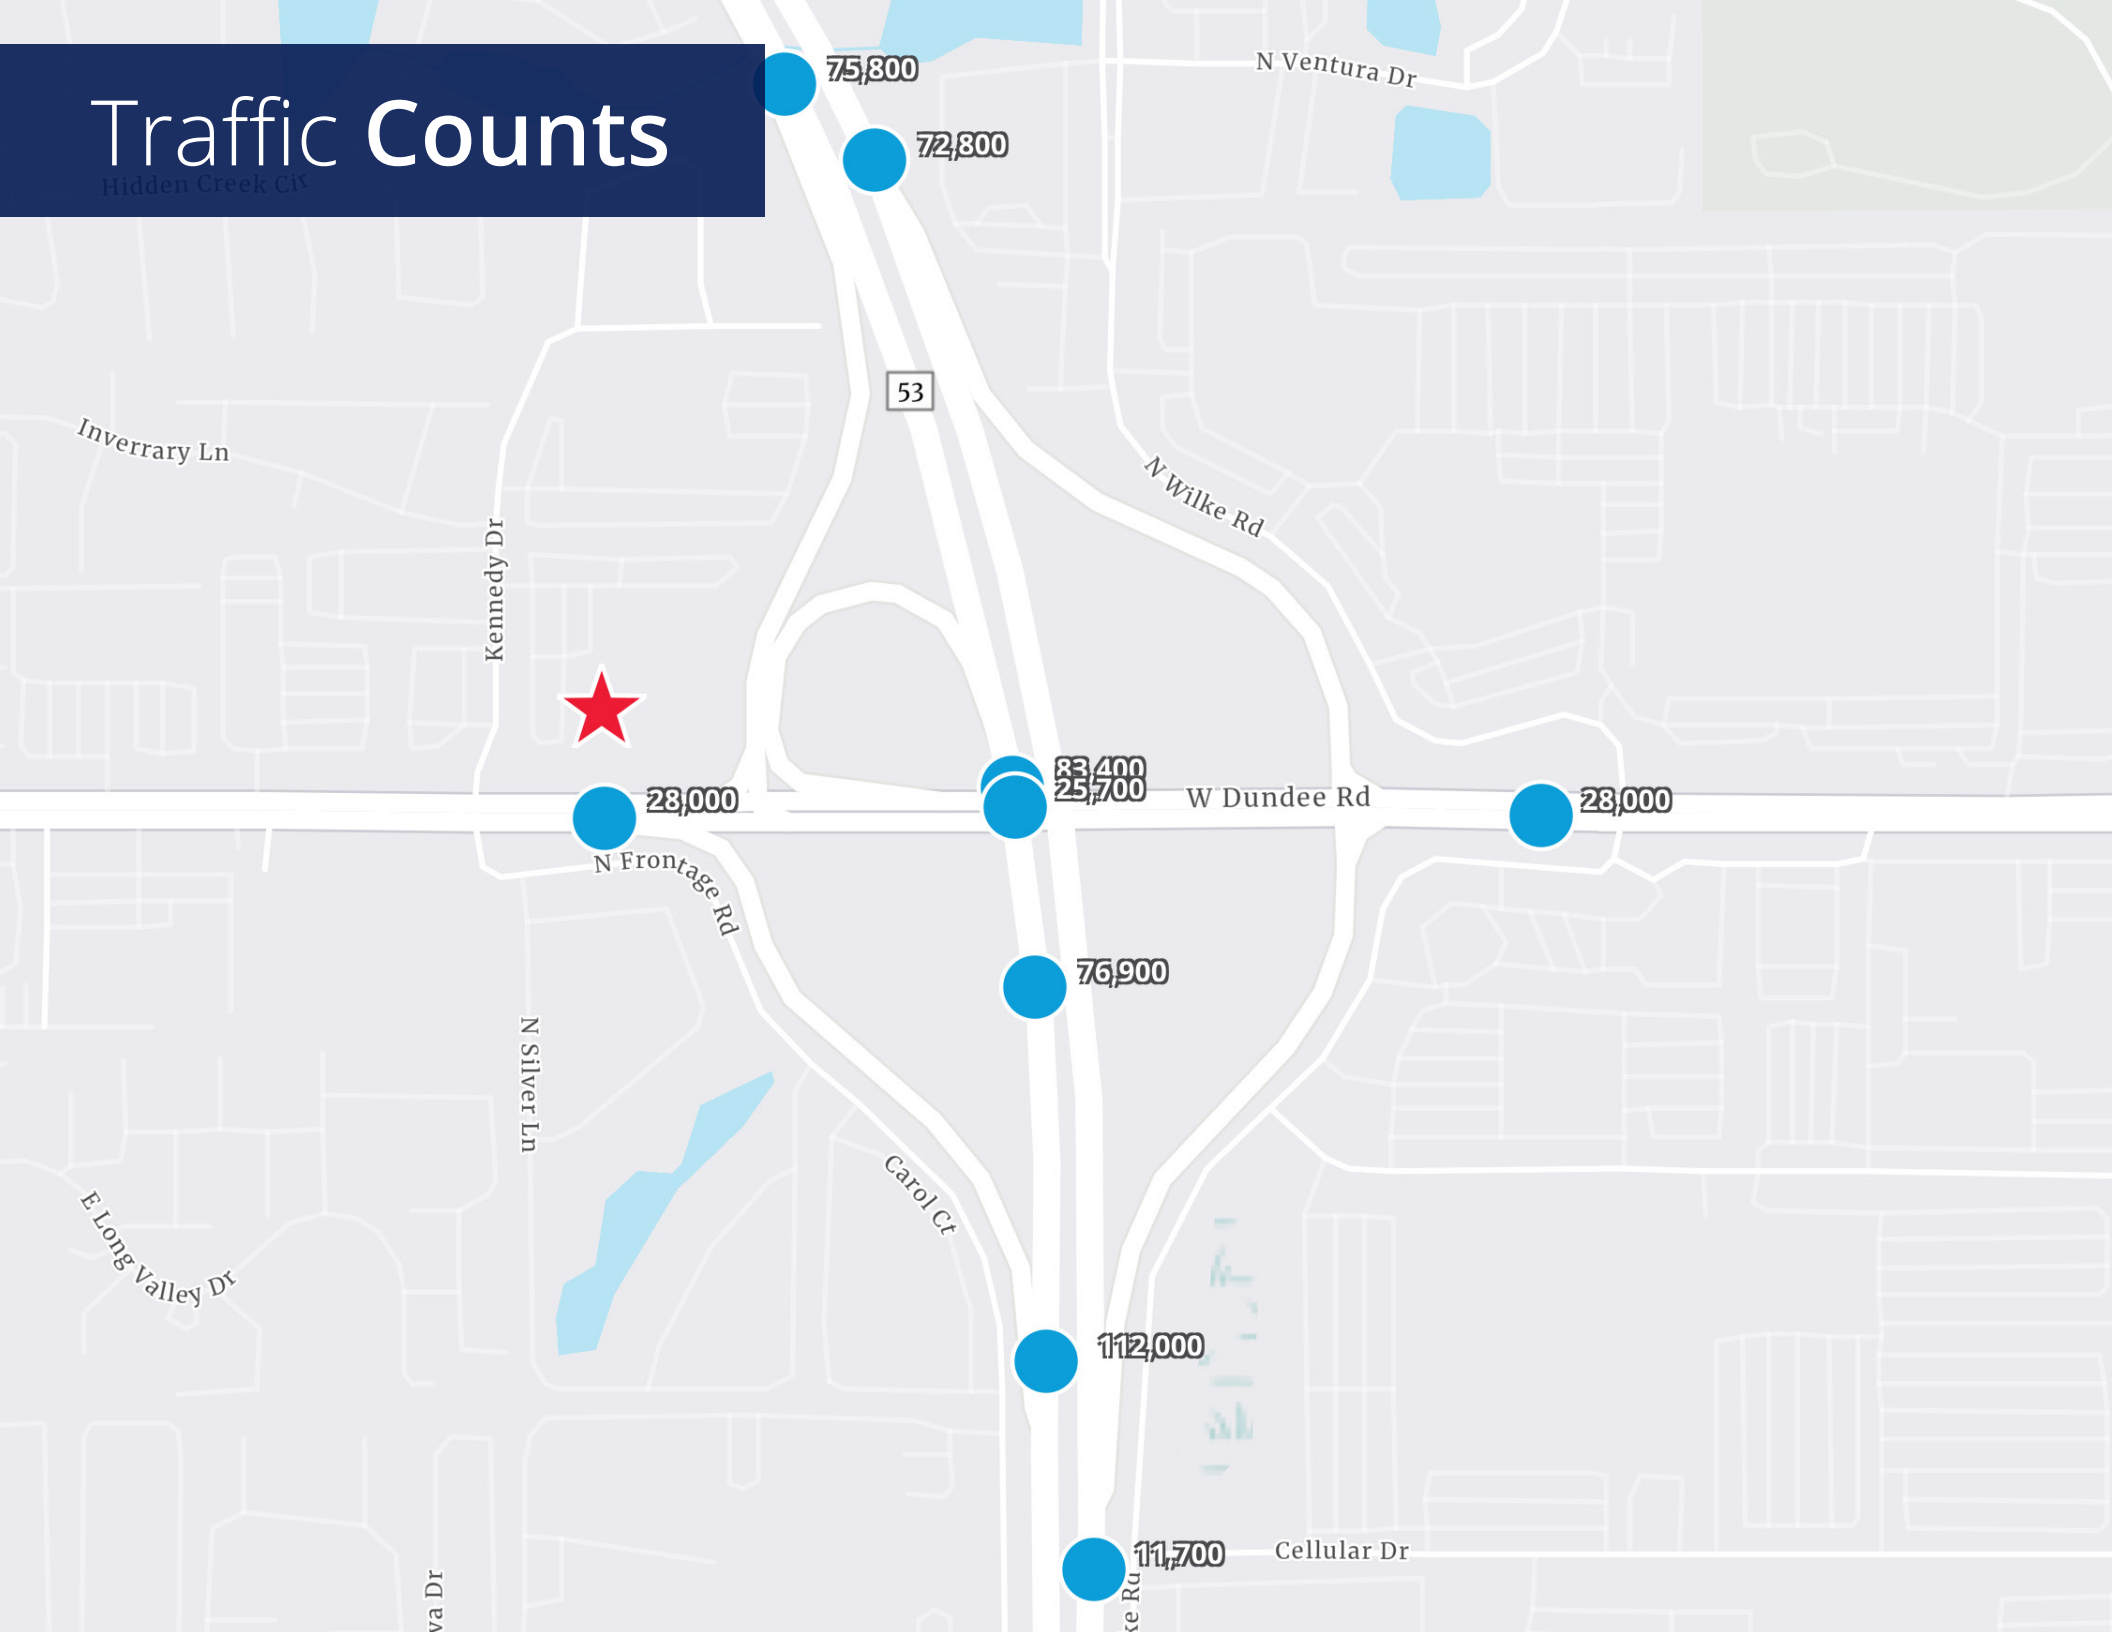 75,800
N Ventura Dr
Traffic Counts
72,800
Hidden Creek Cir
53
Inverrary Ln
N Wilke Rd
Kennedy Dr
83,400
25,700
28,000
W Dundee Rd
28,000
N Frontage Rd
76,900
N Silver Ln
Carol Ct
E Long Valley Dr
112,000
11,700
Cellular Dr